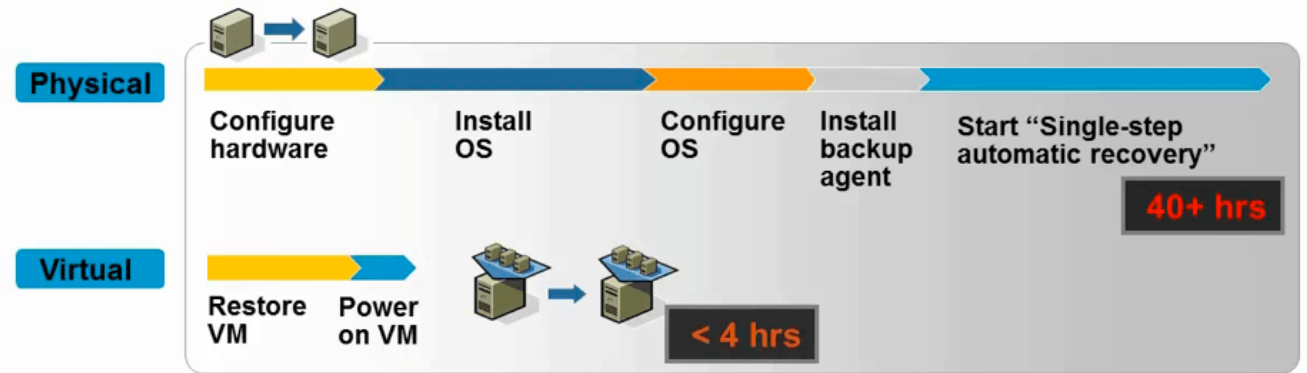 Physical
Configure
hardware
Install
OS
Configure
OS
Install
backup
agent
Start “Single-step
automatic recovery”
40+ hrs
Virtual
Restore
VM
Power
on VM
< 4 hrs